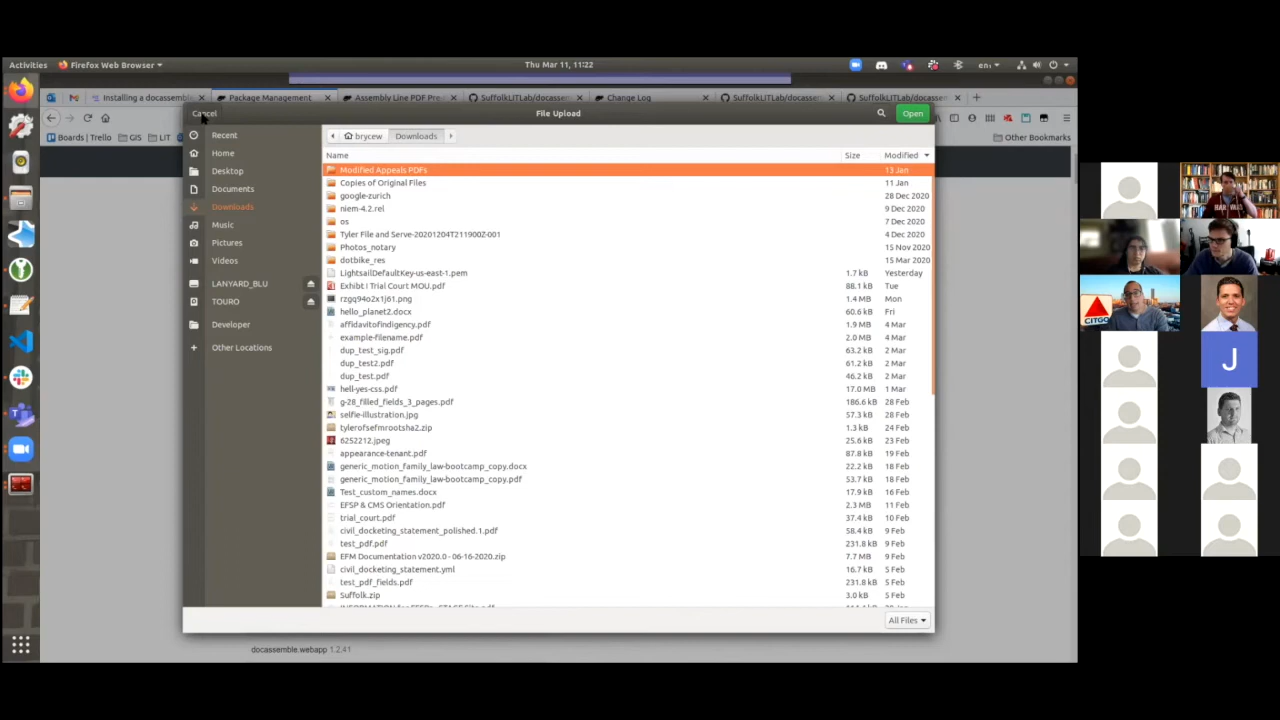 Activities Firefox Web Browser Thu Mar 11, 11:22 en
Installing a docassemb Package Management Assembly Line PDF Pre SuffolkLITLab/docassem Change Log SuffolkLITLab/docassem SuffolkLITLab/docassem
Cancel File Upload Open
Boards | Trello GIS LIT Other Bookmarks
Recent
Home
Desktop
Documents
Downloads
Music
Pictures
Videos
LANYARD_BLU
TOURO
Developer
Other Locations
brycew Downloads
Name Size Modified
Modified Appeals PDFs 13 Jan
Copies of Original Files 11 Jan
google-zurich 28 Dec 2020
niem-4.2.rel 9 Dec 2020
os 7 Dec 2020
Tyler File and Serve-20201204T211900Z-001 4 Dec 2020
Photos_notary 15 Nov 2020
dotbike_res 15 Mar 2020
LightsailDefaultKey-us-east-1.pem 1.7 kB Yesterday
Exhibt I Trial Court MOU.pdf 88.1 kB Tue
rzgq94o2x1j61.png 1.4 MB Mon
hello_planet2.docx 60.6 kB Fri
affidavitofindigency.pdf 1.9 MB 4 Mar
example-filename.pdf 2.0 MB 4 Mar
dup_test_sig.pdf 63.2 kB 2 Mar
dup_test2.pdf 61.2 kB 2 Mar
dup_test.pdf 46.2 kB 2 Mar
hell-yes-css.pdf 17.0 MB 1 Mar
g-28_filled_fields_3_pages.pdf 186.6 kB 28 Feb
selfie-illustration.jpg 57.3 kB 28 Feb
tylerofsefmrootsha2.zip 1.3 kB 24 Feb
6252212.jpeg 25.6 kB 23 Feb
appearance-tenant.pdf 87.8 kB 19 Feb
generic_motion_family_law-bootcamp_copy.docx 22.2 kB 18 Feb
generic_motion_family_law-bootcamp_copy.pdf 53.7 kB 18 Feb
Test_custom_names.docx 17.9 kB 16 Feb
EFSP & CMS Orientation.pdf 2.3 MB 11 Feb
trial_court.pdf 37.4 kB 10 Feb
civil_docketing_statement_polished.1.pdf 58.4 kB 9 Feb
test_pdf.pdf 231.8 kB 9 Feb
EFM Documentation v2020.0 - 06-16-2020.zip 7.7 MB 9 Feb
civil_docketing_statement.yml 16.7 kB 5 Feb
test_pdf_fields.pdf 231.8 kB 5 Feb
Suffolk.zip 3.0 kB 5 Feb
All Files
docassemble.webapp 1.2.41
CITGO
J